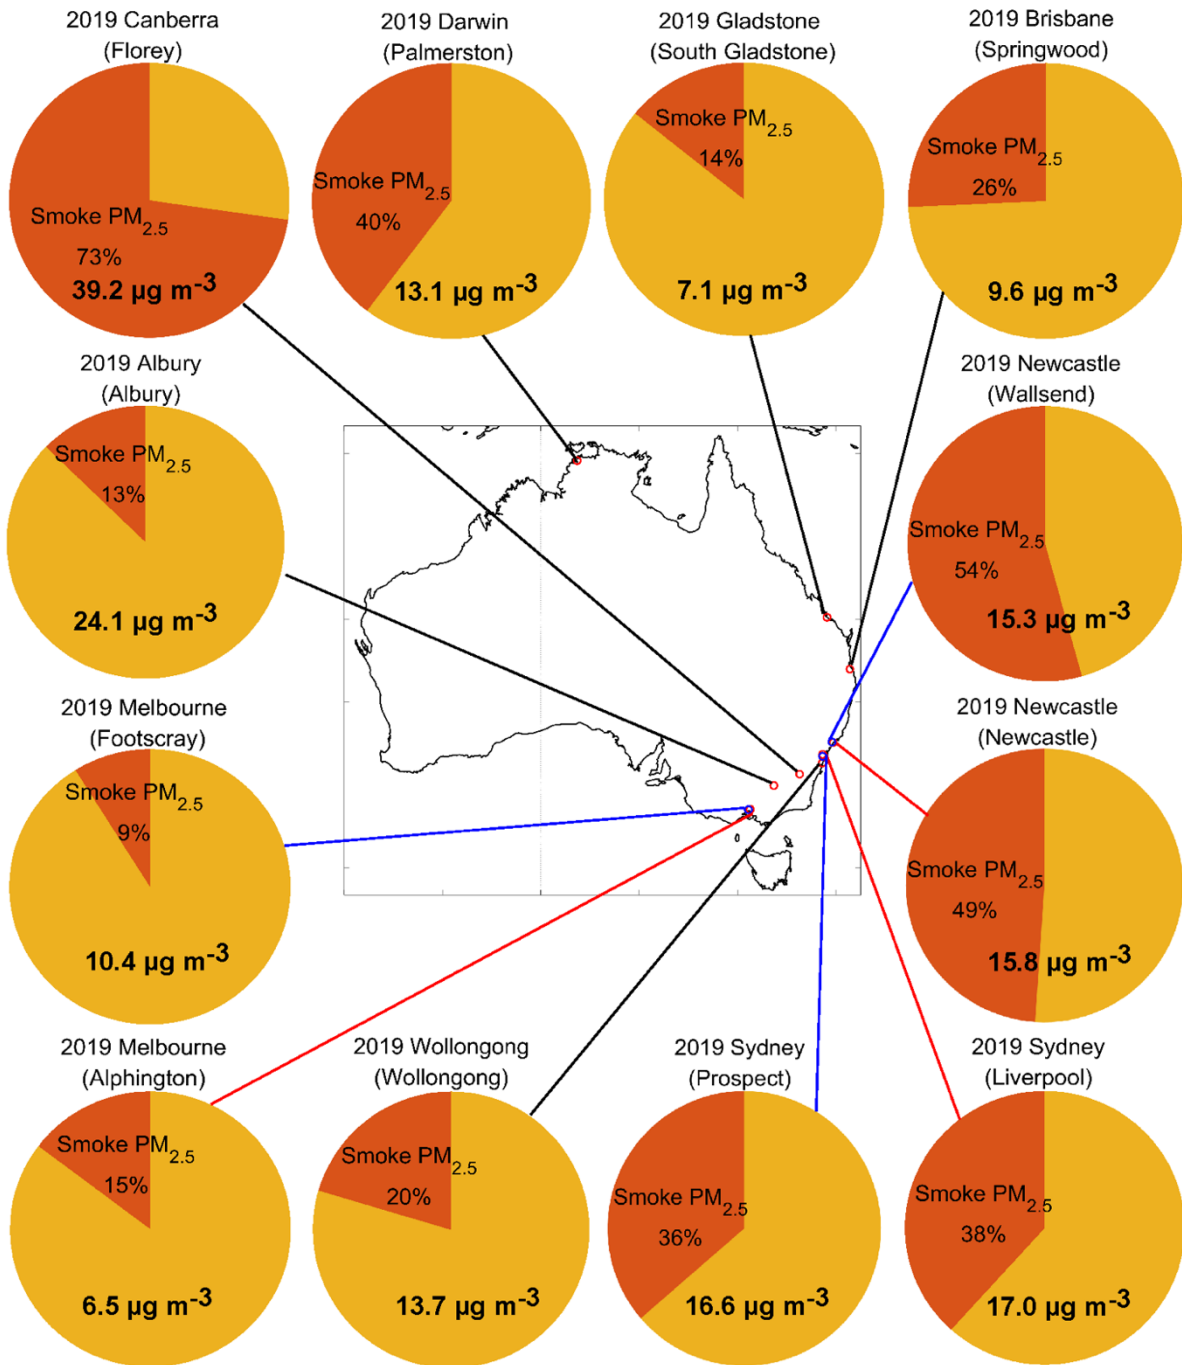 2019 Canberra
(Florey)
Smoke PM2.5
73%
39.2 µg m-3
2019 Darwin
(Palmerston)
Smoke PM2.5
40%
13.1 µg m-3
2019 Gladstone
(South Gladstone)
Smoke PM2.5
14%
7.1 µg m-3
2019 Brisbane
(Springwood)
Smoke PM2.5
26%
9.6 µg m-3
2019 Albury
(Albury)
Smoke PM2.5
13%
24.1 µg m-3
2019 Newcastle
(Wallsend)
Smoke PM2.5
54%
15.3 µg m-3
2019 Melbourne
(Footscray)
Smoke PM2.5
9%
10.4 µg m-3
2019 Newcastle
(Newcastle)
Smoke PM2.5
49%
15.8 µg m-3
2019 Melbourne
(Alphington)
Smoke PM2.5
15%
6.5 µg m-3
2019 Wollongong
(Wollongong)
Smoke PM2.5
20%
13.7 µg m-3
2019 Sydney
(Prospect)
Smoke PM2.5
36%
16.6 µg m-3
2019 Sydney
(Liverpool)
Smoke PM2.5
38%
17.0 µg m-3